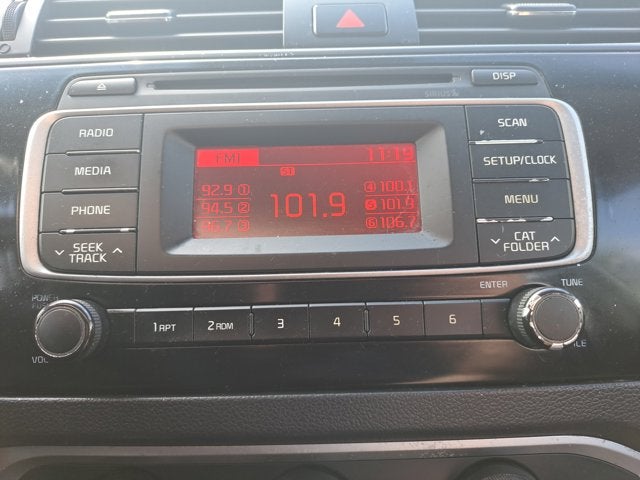 DISP
SIRIUS
RADIO
MEDIA
PHONE
SEEK
TRACK
FM1
ST
92.9 1
94.5 2
3
101.9
4 100.1
5 101.9
6 106.7
SCAN
SETUP/CLOCK
MENU
CAT
FOLDER
POWER
VOL
1 RPT
2 RDM
3
4
5
6
ENTER
TUNE